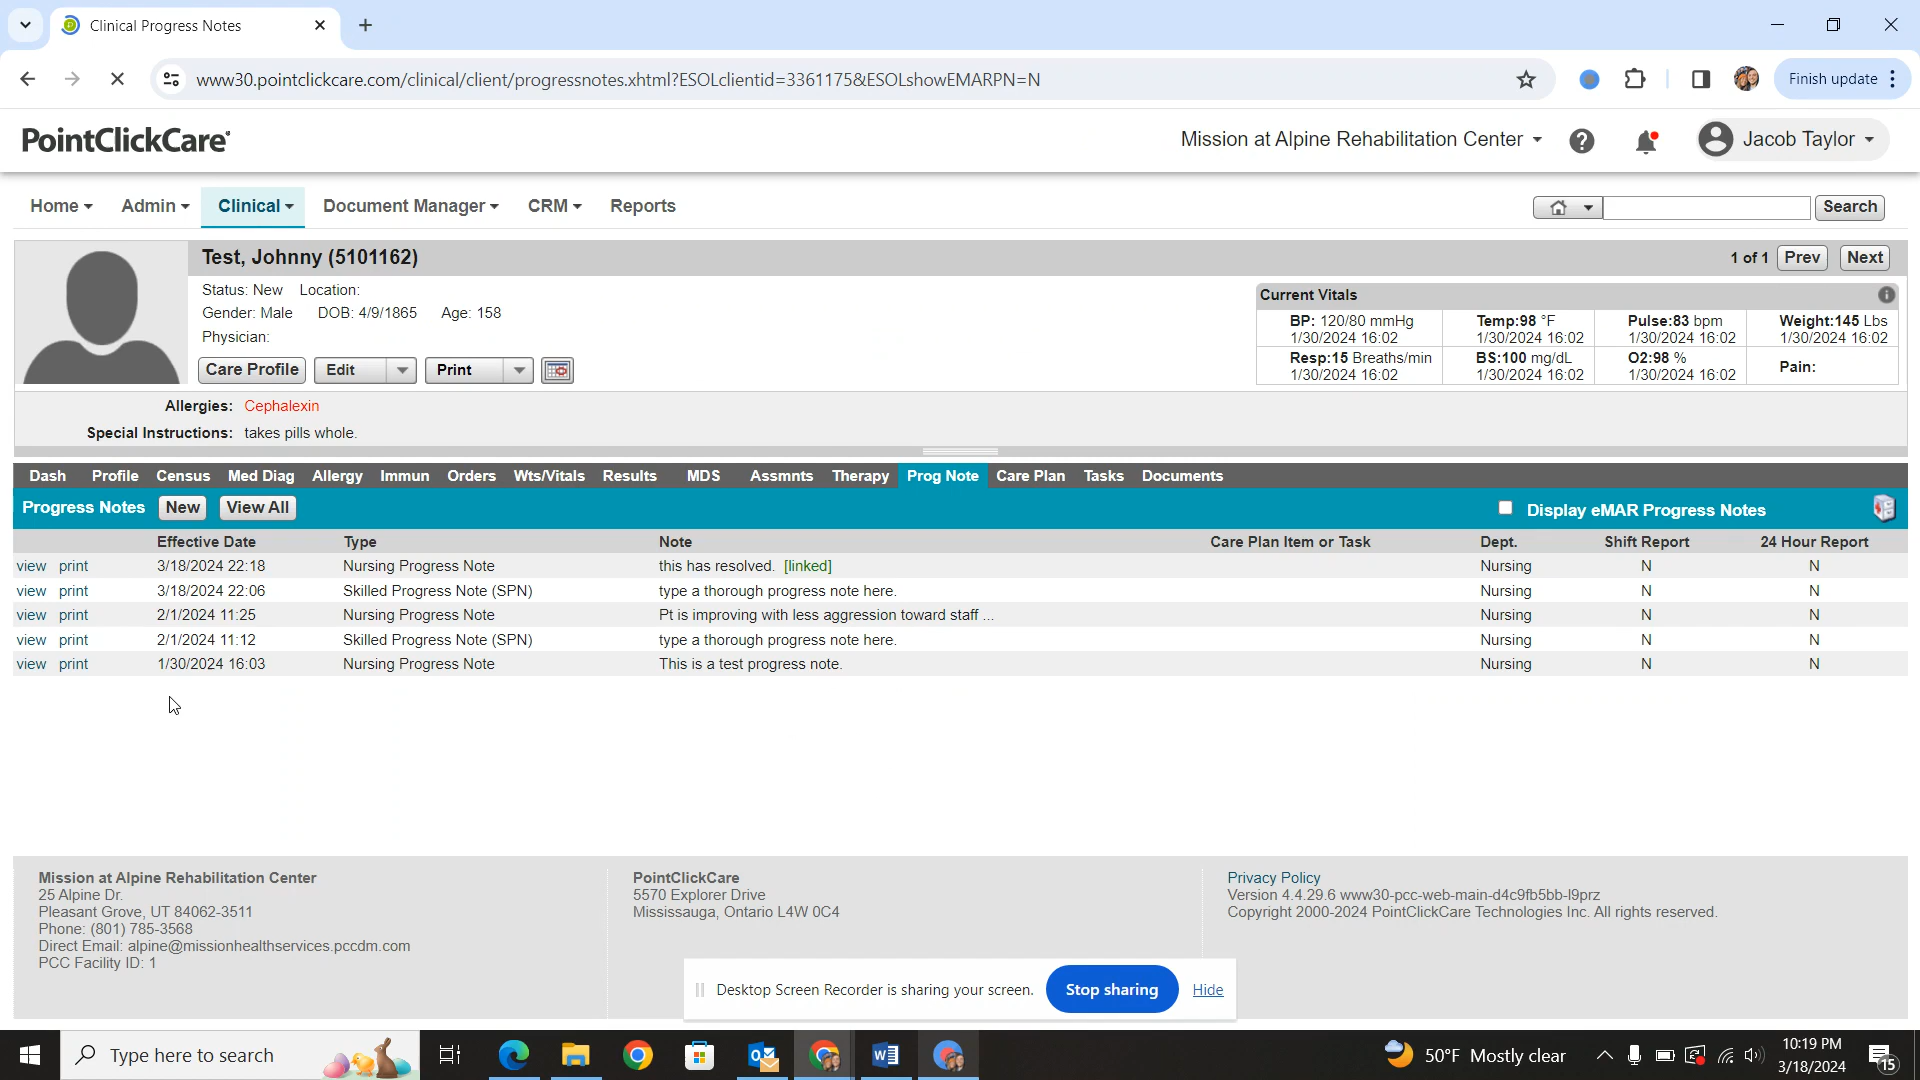 Clinical Progress Notes
www30.pointclickcare.com/clinical/client/progressnotes.xhtml?ESOLclientid=3361175&ESOLshowEMARPN=N
Finish update
PointClickCare
Mission at Alpine Rehabilitation Center
Jacob Taylor
Home Admin Clinical Document Manager CRM Reports
Search
Test, Johnny (5101162)
1 of 1 Prev Next
Status: New Location:
Gender: Male DOB: 4/9/1865 Age: 158
Physician:
Care Profile Edit Print
Current Vitals
BP: 120/80 mmHg Temp:98 °F Pulse:83 bpm Weight:145 Lbs
1/30/2024 16:02 1/30/2024 16:02 1/30/2024 16:02 1/30/2024 16:02
Resp:15 Breaths/min BS:100 mg/dL O2:98 % Pain:
1/30/2024 16:02 1/30/2024 16:02 1/30/2024 16:02
Allergies: Cephalexin
Special Instructions: takes pills whole.
Dash Profile Census Med Diag Allergy Immun Orders Wts/Vitals Results MDS Assmnts Therapy Prog Note Care Plan Tasks Documents
Progress Notes New View All Display eMAR Progress Notes
Effective Date Type Note Care Plan Item or Task Dept. Shift Report 24 Hour Report
view print 3/18/2024 22:18 Nursing Progress Note this has resolved. [linked] Nursing N N
view print 3/18/2024 22:06 Skilled Progress Note (SPN) type a thorough progress note here. Nursing N N
view print 2/1/2024 11:25 Nursing Progress Note Pt is improving with less aggression toward staff ... Nursing N N
view print 2/1/2024 11:12 Skilled Progress Note (SPN) type a thorough progress note here. Nursing N N
view print 1/30/2024 16:03 Nursing Progress Note This is a test progress note. Nursing N N
Mission at Alpine Rehabilitation Center
25 Alpine Dr.
Pleasant Grove, UT 84062-3511
Phone: (801) 785-3568
Direct Email: alpine@missionhealthservices.pccdm.com
PCC Facility ID: 1
PointClickCare
5570 Explorer Drive
Mississauga, Ontario L4W 0C4
Privacy Policy
Version 4.4.29.6 www30-pcc-web-main-d4c9fb5bb-l9prz
Copyright 2000-2024 PointClickCare Technologies Inc. All rights reserved.
Desktop Screen Recorder is sharing your screen. Stop sharing Hide
Type here to search
50°F Mostly clear
10:19 PM
3/18/2024
15